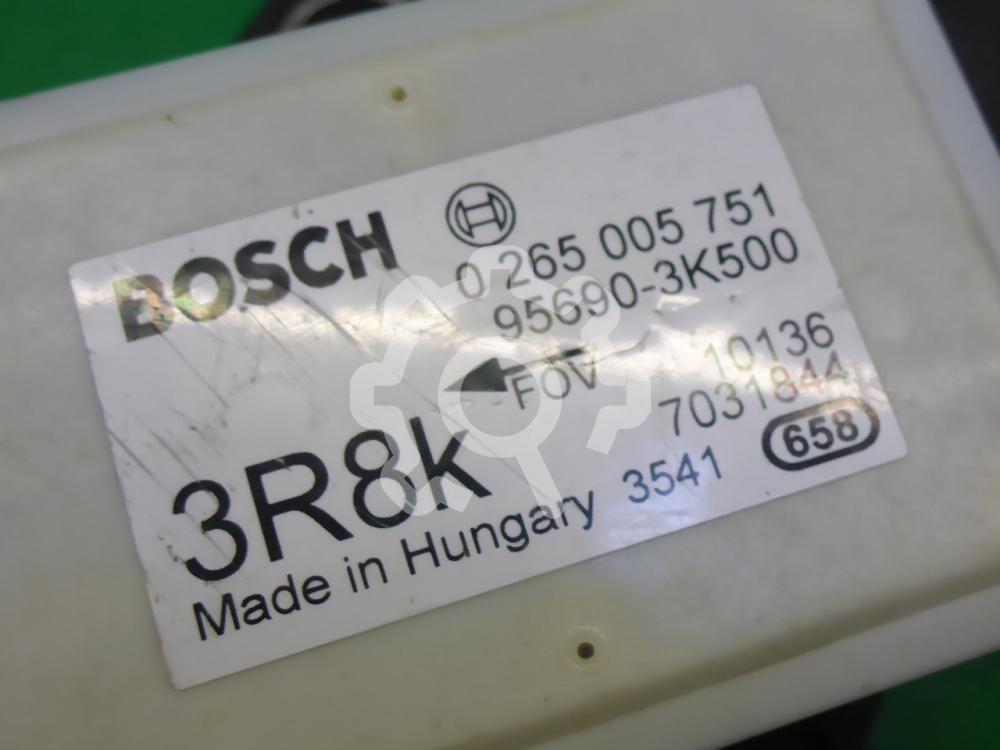 BOSCH
0 265 005 751
95690-3K500
FOV
10136
7031844
3R8k
658
Made in Hungary 3541